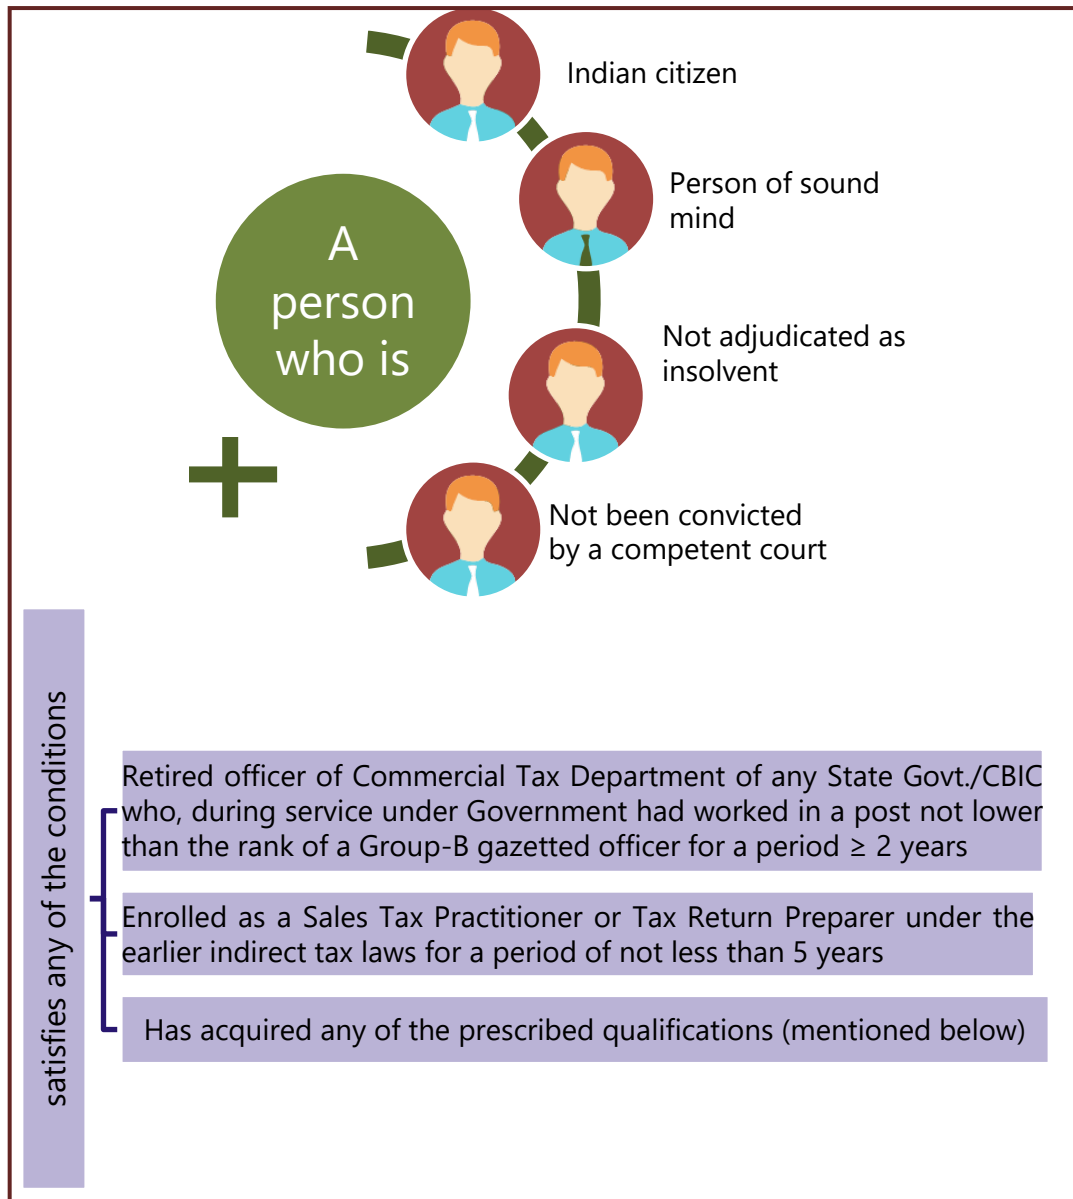 Indian citizen
Person of sound
mind
A
person
who is
Not adjudicated as
insolvent
Not been convicted
by a competent court
satisfies any of the conditions
Retired officer of Commercial Tax Department of any State Govt./CBIC
who, during service under Government had worked in a post not lower
than the rank of a Group-B gazetted officer for a period ≥ 2 years
Enrolled as a Sales Tax Practitioner or Tax Return Preparer under the
earlier indirect tax laws for a period of not less than 5 years
Has acquired any of the prescribed qualifications (mentioned below)